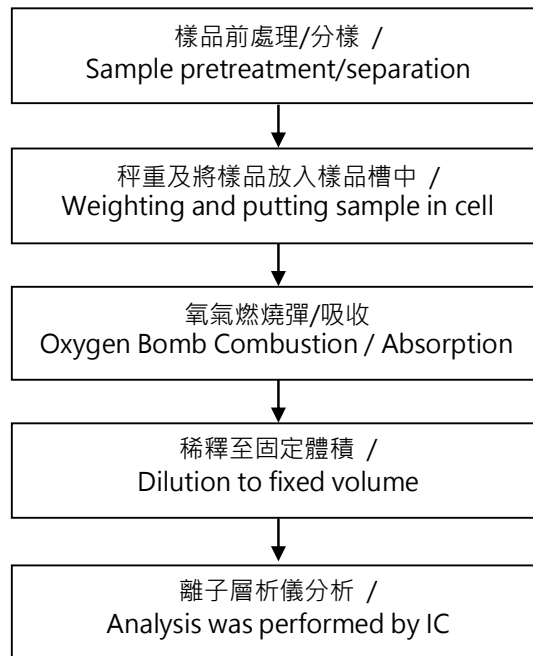 樣品前處理/分樣 /
Sample pretreatment/separation
秤重及將樣品放入樣品槽中 /
Weighting and putting sample in cell
氧氣燃燒彈/吸收
Oxygen Bomb Combustion / Absorption
稀釋至固定體積 /
Dilution to fixed volume
離子層析儀分析 /
Analysis was performed by IC